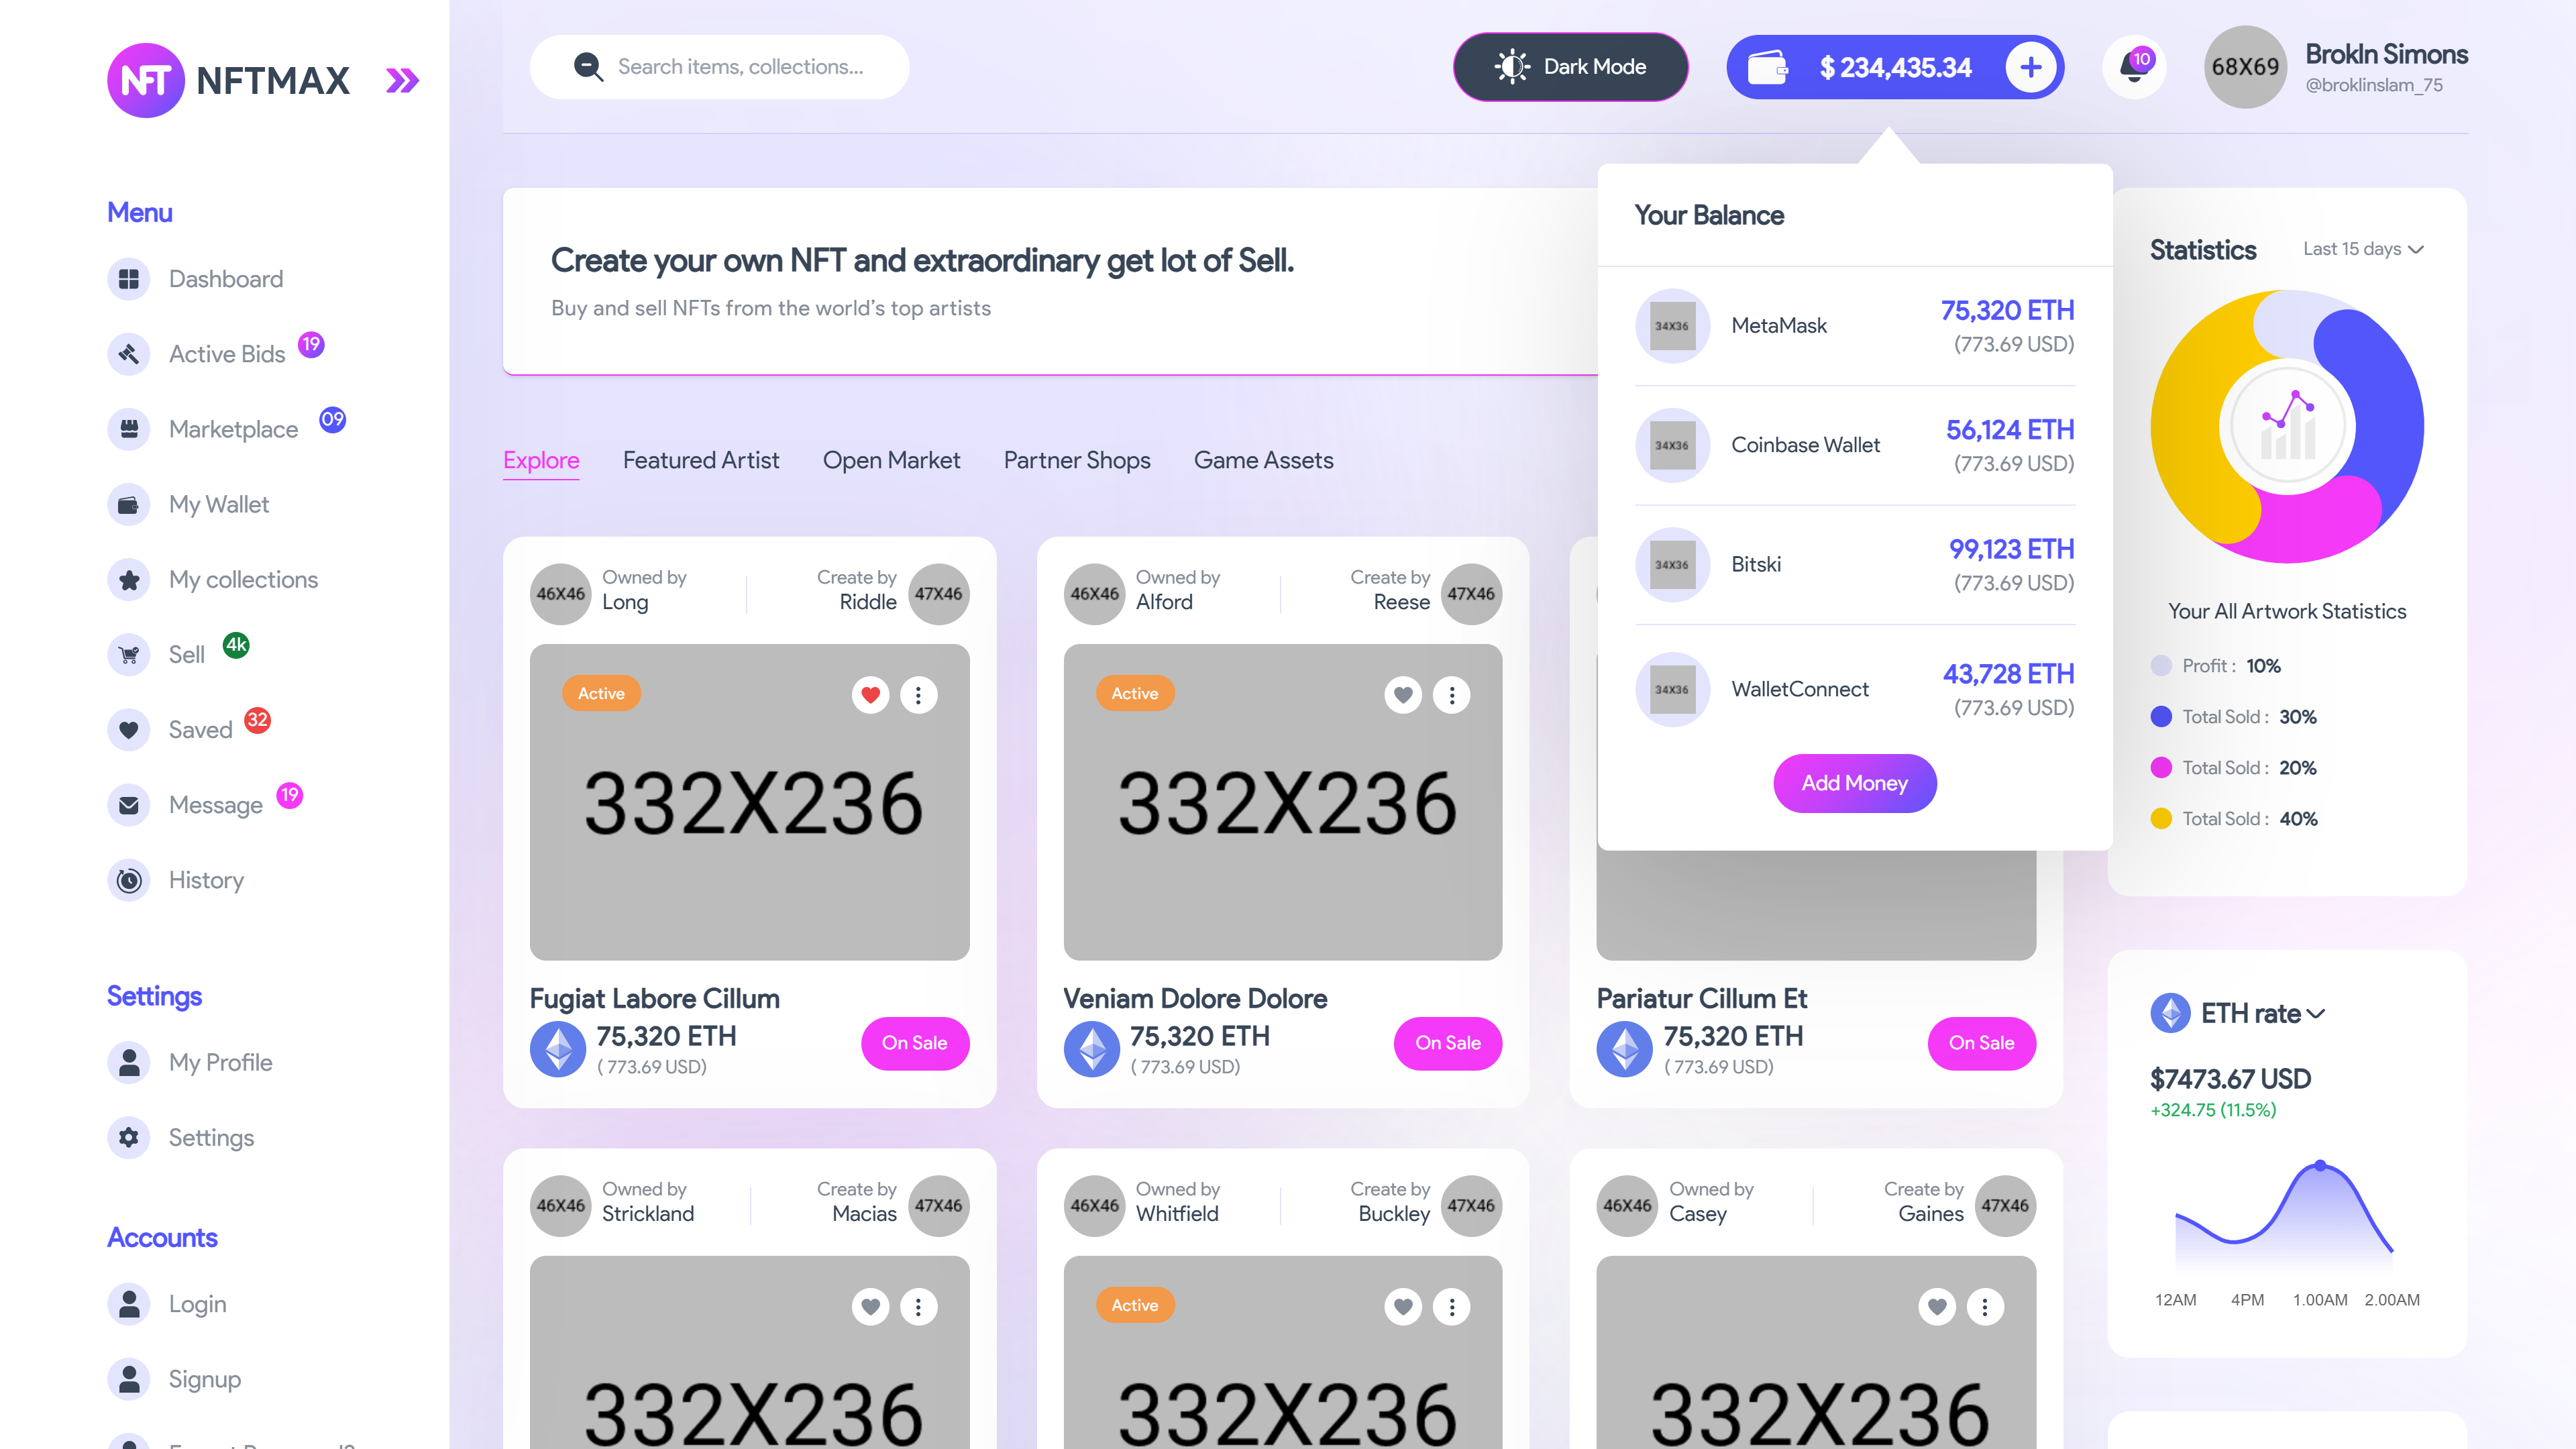 NFT NFTMAX
Menu
Dashboard
Active Bids 19
Marketplace 09
My Wallet
My collections
Sell 4k
Saved 32
Message 19
History
Settings
My Profile
Settings
Accounts
Login
Signup
Search items, collections...
Dark Mode
$ 234,435.34
10
68X69
Brokln Simons
@broklinslam_75
Create your own NFT and extraordinary get lot of Sell.
Buy and sell NFTs from the world's top artists
Explore Featured Artist Open Market Partner Shops Game Assets
Your Balance
34X36 MetaMask 75,320 ETH
(773.69 USD)
34X36 Coinbase Wallet 56,124 ETH
(773.69 USD)
34X36 Bitski 99,123 ETH
(773.69 USD)
34X36 WalletConnect 43,728 ETH
(773.69 USD)
Add Money
46X46 Owned by
Long
Create by
Riddle 47X46
Active
332X236
Fugiat Labore Cillum
75,320 ETH
( 773.69 USD)
On Sale
46X46 Owned by
Alford
Create by
Reese 47X46
Active
332X236
Veniam Dolore Dolore
75,320 ETH
( 773.69 USD)
On Sale
Pariatur Cillum Et
75,320 ETH
( 773.69 USD)
On Sale
46X46 Owned by
Strickland
Create by
Macias 47X46
332X236
46X46 Owned by
Whitfield
Create by
Buckley 47X46
Active
332X236
46X46 Owned by
Casey
Create by
Gaines 47X46
332X236
Statistics Last 15 days
Your All Artwork Statistics
Profit : 10%
Total Sold : 30%
Total Sold : 20%
Total Sold : 40%
ETH rate
$7473.67 USD
+324.75 (11.5%)
12AM 4PM 1.00AM 2.00AM